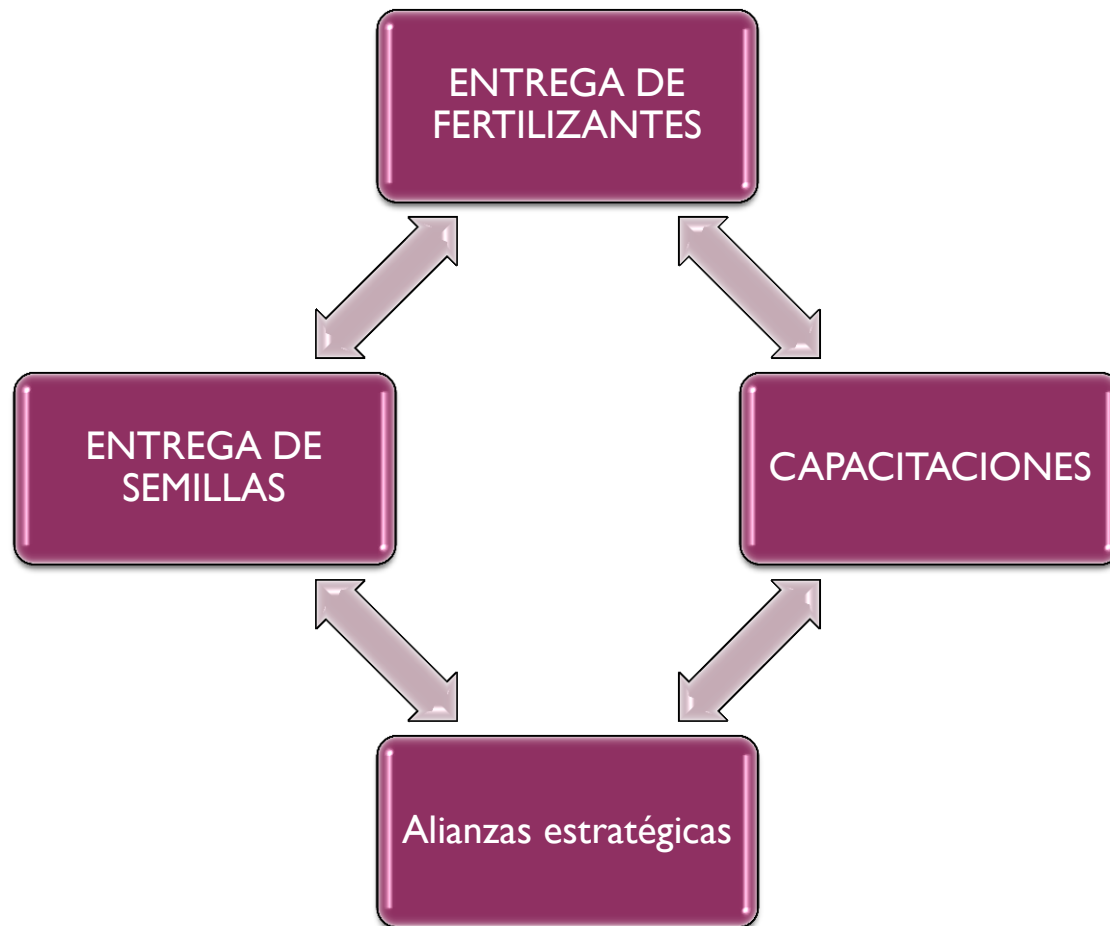 ENTREGA DE
FERTILIZANTES
ENTREGA DE
SEMILLAS
CAPACITACIONES
Alianzas estratégicas